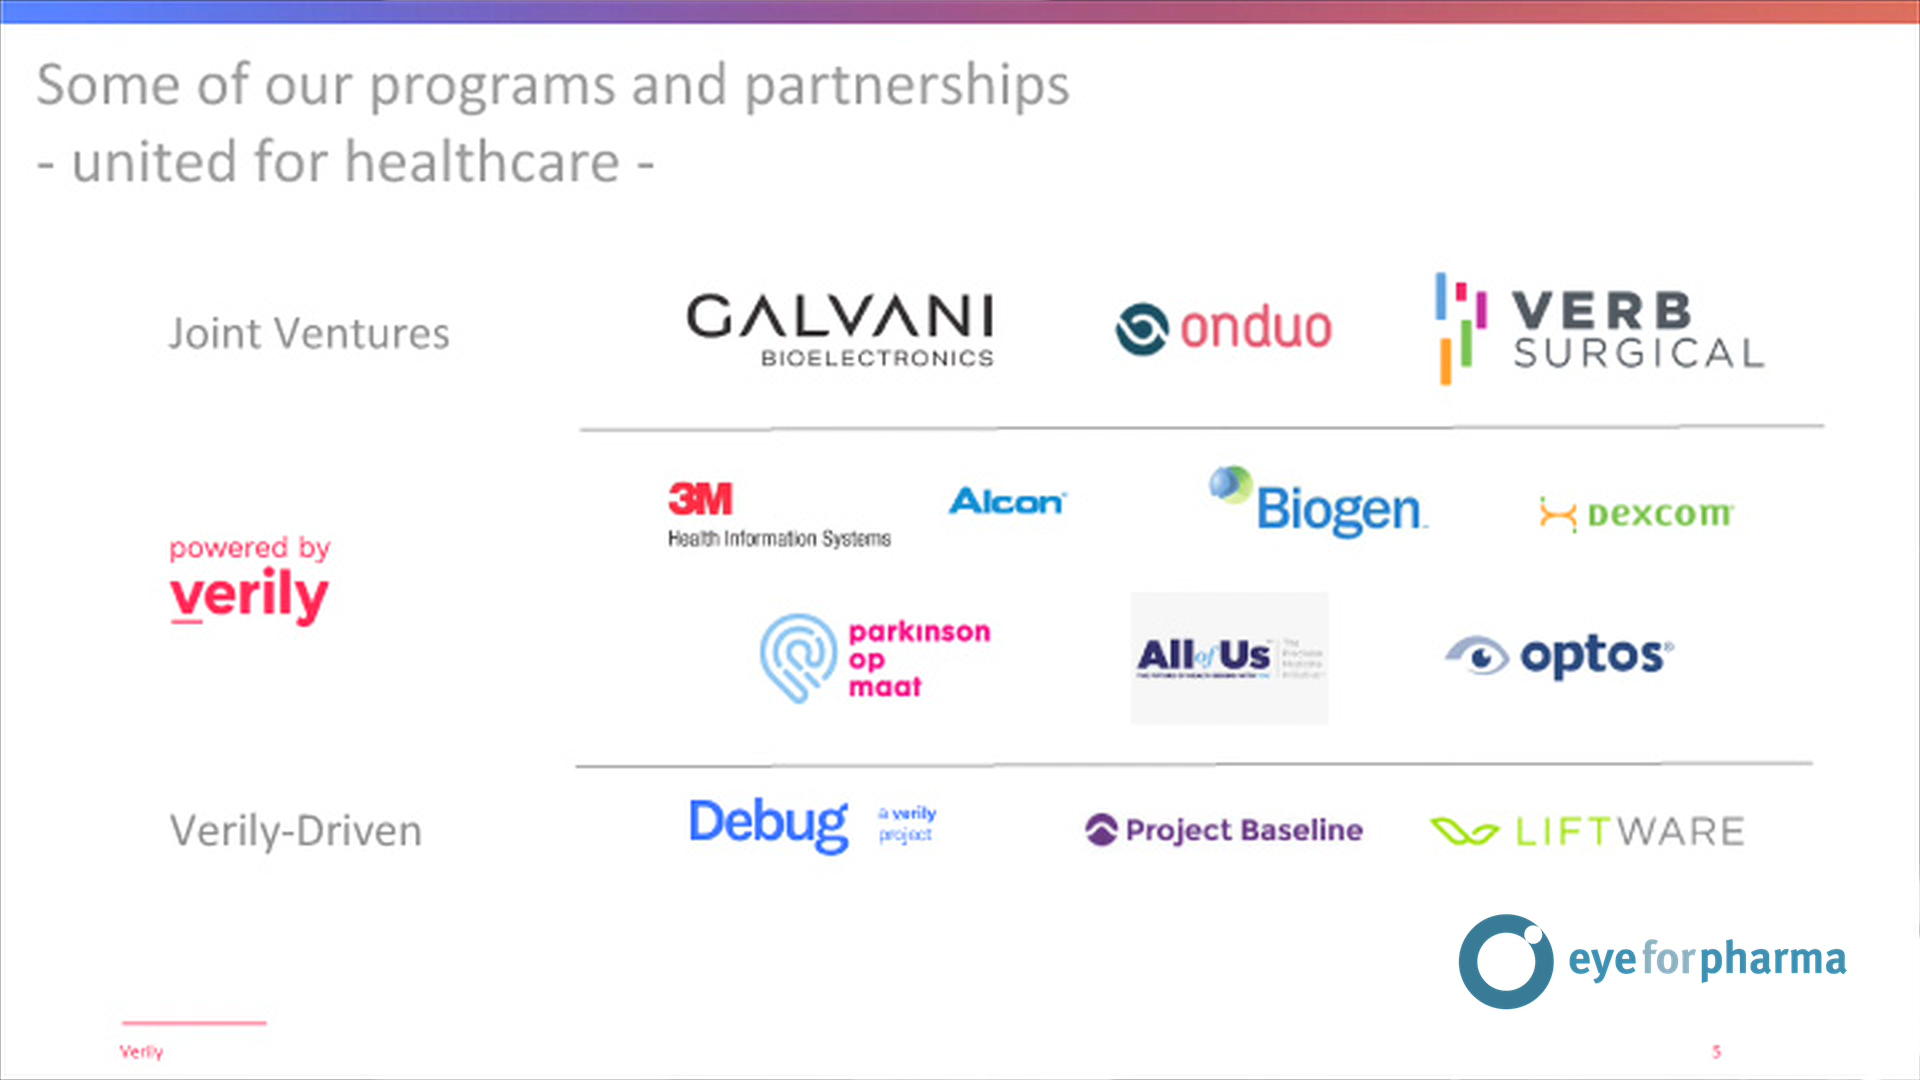 Some of our programs and partnerships
- united for healthcare -
Joint Ventures
GALVANI
BIOELECTRONICS
onduo
VERB
SURGICAL
powered by
verily
3M
Health Information Systems
Alcon
Biogen
DEXCOM
parkinson
op
maat
All of Us
The
optos®
Verily-Driven
Debug
a verily
project
Project Baseline
LIFTWARE
eyeforpharma
Verily
5